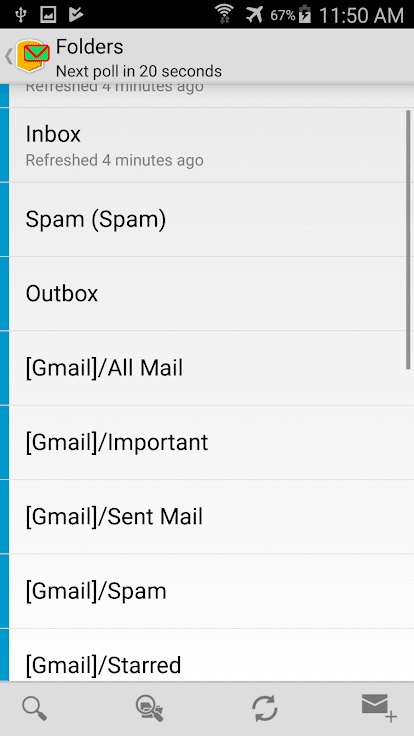 67% 11:50 AM
Folders
Next poll in 20 seconds
Refreshed 4 minutes ago
Inbox
Refreshed 4 minutes ago
Spam (Spam)
Outbox
[Gmail]/All Mail
[Gmail]/Important
[Gmail]/Sent Mail
[Gmail]/Spam
[Gmail]/Starred